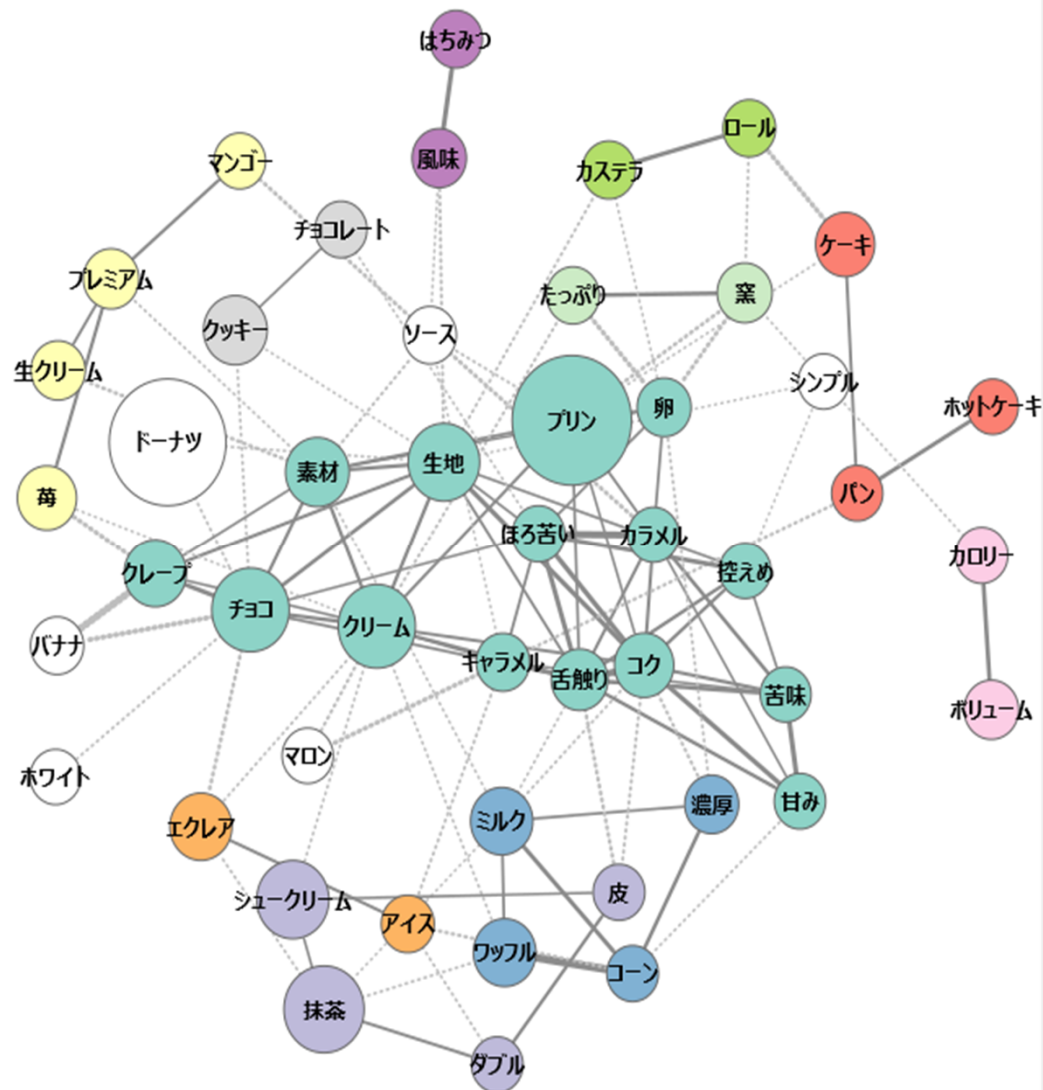 はちみつ
ロール
風味
マンゴー
カステラ
チョコレート
ケーキ
プレミアム
たっぷり
窯
クッキー
ソース
生クリーム
シンプル
ホットケーキ
卵
プリン
ドーナツ
生地
素材
苺
パン
ほろ苦い
カラメル
カロリー
クレープ
控えめ
チョコ
クリーム
バナナ
キャラメル
舌触り
コク
苦味
ボリューム
マロン
ホワイト
甘み
濃厚
ミルク
エクレア
シュークリーム
皮
アイス
ワッフル
コーン
抹茶
ダブル